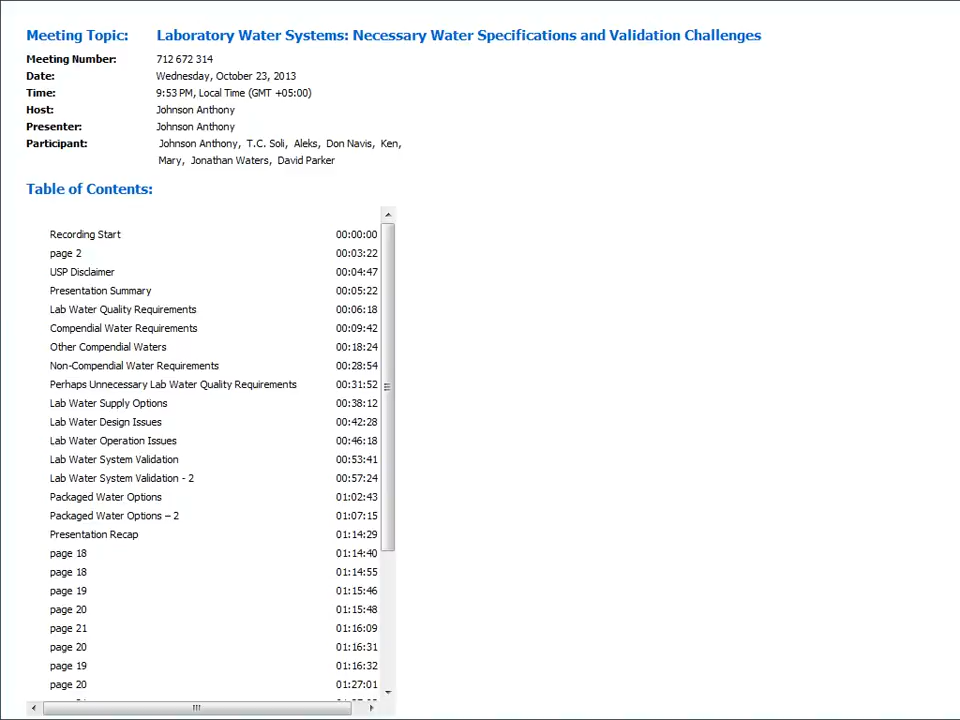 Meeting Topic: Laboratory Water Systems: Necessary Water Specifications and Validation Challenges
Meeting Number: 712 672 314
Date: Wednesday, October 23, 2013
Time: 9:53 PM, Local Time (GMT +05:00)
Host: Johnson Anthony
Presenter: Johnson Anthony
Participant: Johnson Anthony, T.C. Soli, Aleks, Don Navis, Ken,
Mary, Jonathan Waters, David Parker
Table of Contents:
Recording Start 00:00:00
page 2 00:03:22
USP Disclaimer 00:04:47
Presentation Summary 00:05:22
Lab Water Quality Requirements 00:06:18
Compendial Water Requirements 00:09:42
Other Compendial Waters 00:18:24
Non-Compendial Water Requirements 00:28:54
Perhaps Unnecessary Lab Water Quality Requirements 00:31:52
Lab Water Supply Options 00:38:12
Lab Water Design Issues 00:42:28
Lab Water Operation Issues 00:46:18
Lab Water System Validation 00:53:41
Lab Water System Validation - 2 00:57:24
Packaged Water Options 01:02:43
Packaged Water Options – 2 01:07:15
Presentation Recap 01:14:29
page 18 01:14:40
page 18 01:14:55
page 19 01:15:46
page 20 01:15:48
page 21 01:16:09
page 20 01:16:31
page 19 01:16:32
page 20 01:27:01